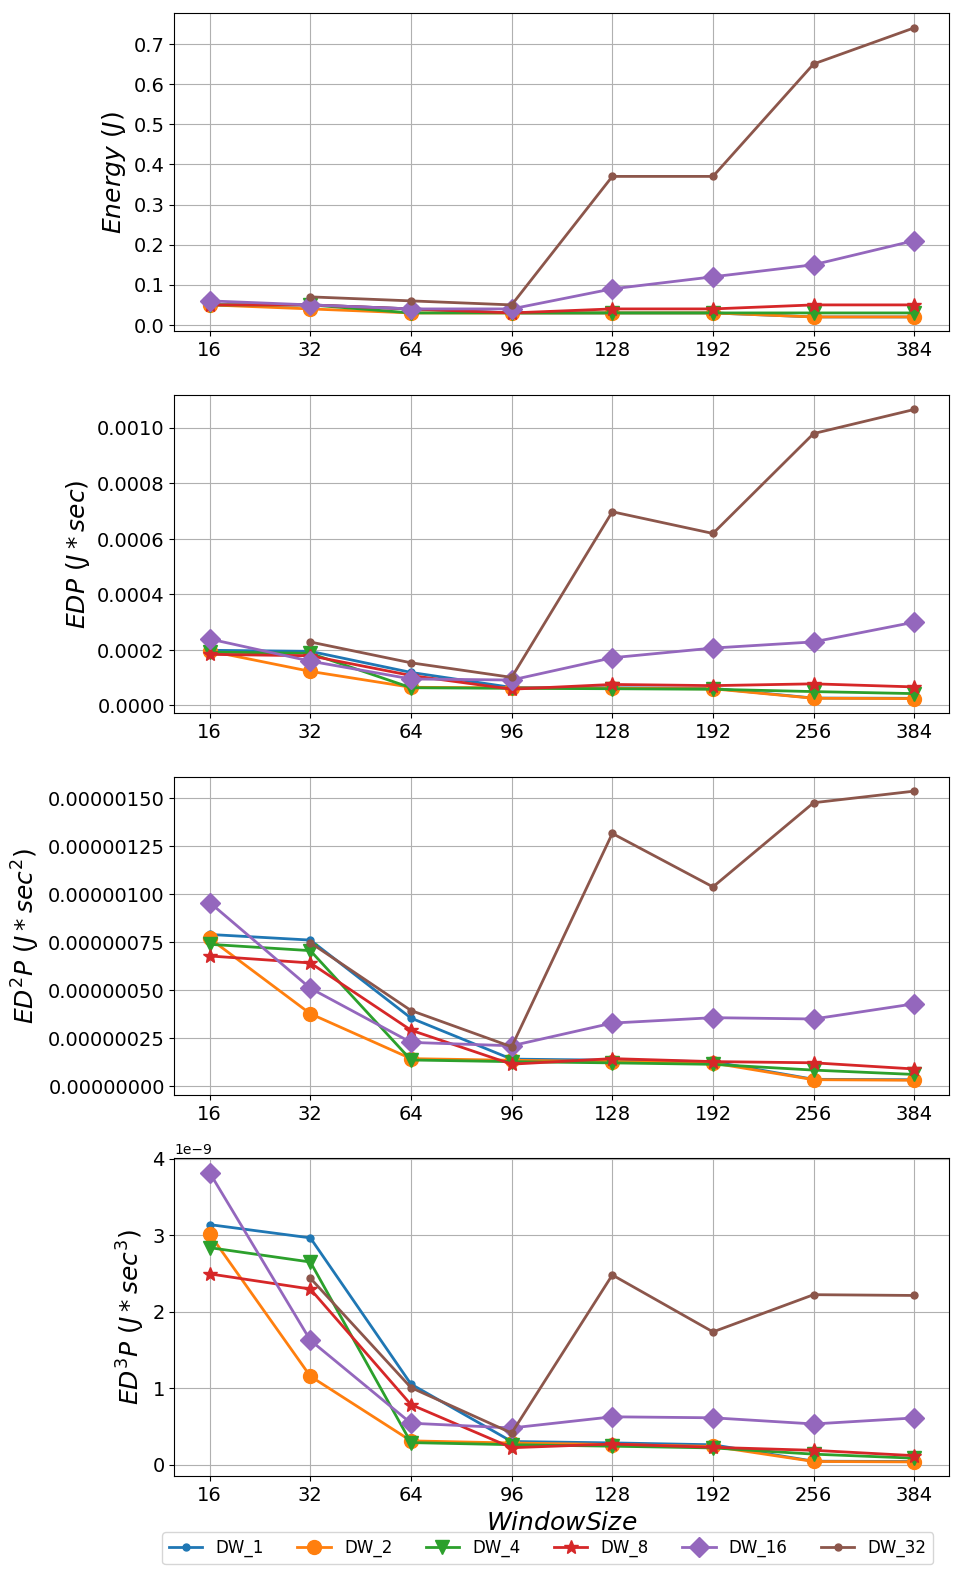 Energy (J)
0.7
0.6
0.5
0.4
0.3
0.2
0.1
0.0
16 32 64 96 128 192 256 384
EDP (J * sec)
0.0010
0.0008
0.0006
0.0004
0.0002
0.0000
16 32 64 96 128 192 256 384
ED²P (J * sec²)
0.00000150
0.00000125
0.00000100
0.00000075
0.00000050
0.00000025
0.00000000
16 32 64 96 128 192 256 384
1e−9
ED³P (J * sec³)
4
3
2
1
0
16 32 64 96 128 192 256 384
WindowSize
DW_1 DW_2 DW_4 DW_8 DW_16 DW_32